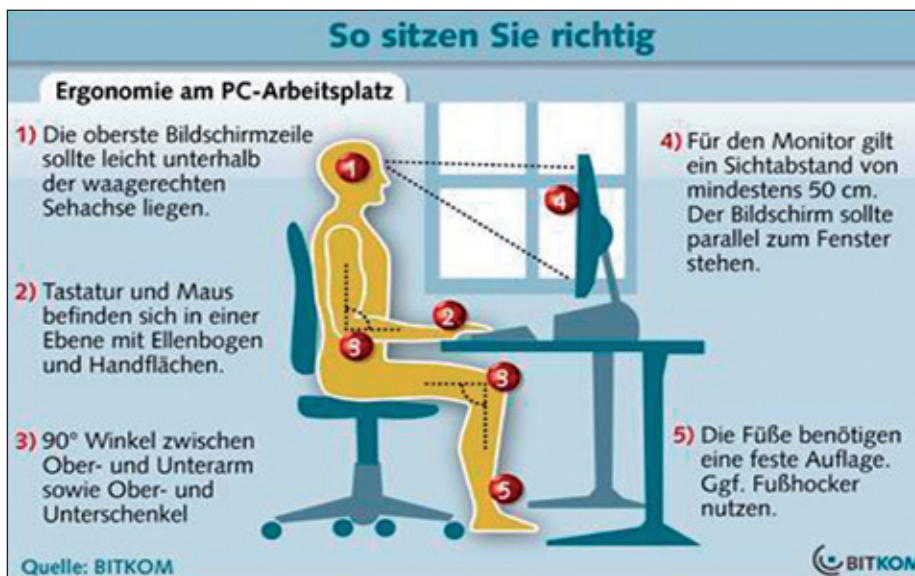 So sitzen Sie richtig
Ergonomie am PC-Arbeitsplatz
1) Die oberste Bildschirmzeile
sollte leicht unterhalb
der waagerechten
Sehachse liegen.
2) Tastatur und Maus
befinden sich in einer
Ebene mit Ellenbogen
und Handflächen.
3) 90° Winkel zwischen
Ober- und Unterarm
sowie Ober- und
Unterschenkel
4) Für den Monitor gilt
ein Sichtabstand von
mindestens 50 cm.
Der Bildschirm sollte
parallel zum Fenster
stehen.
5) Die Füße benötigen
eine feste Auflage.
Ggf. Fußhocker
nutzen.
1
4
2
3
3
5
Quelle: BITKOM
BITKOM